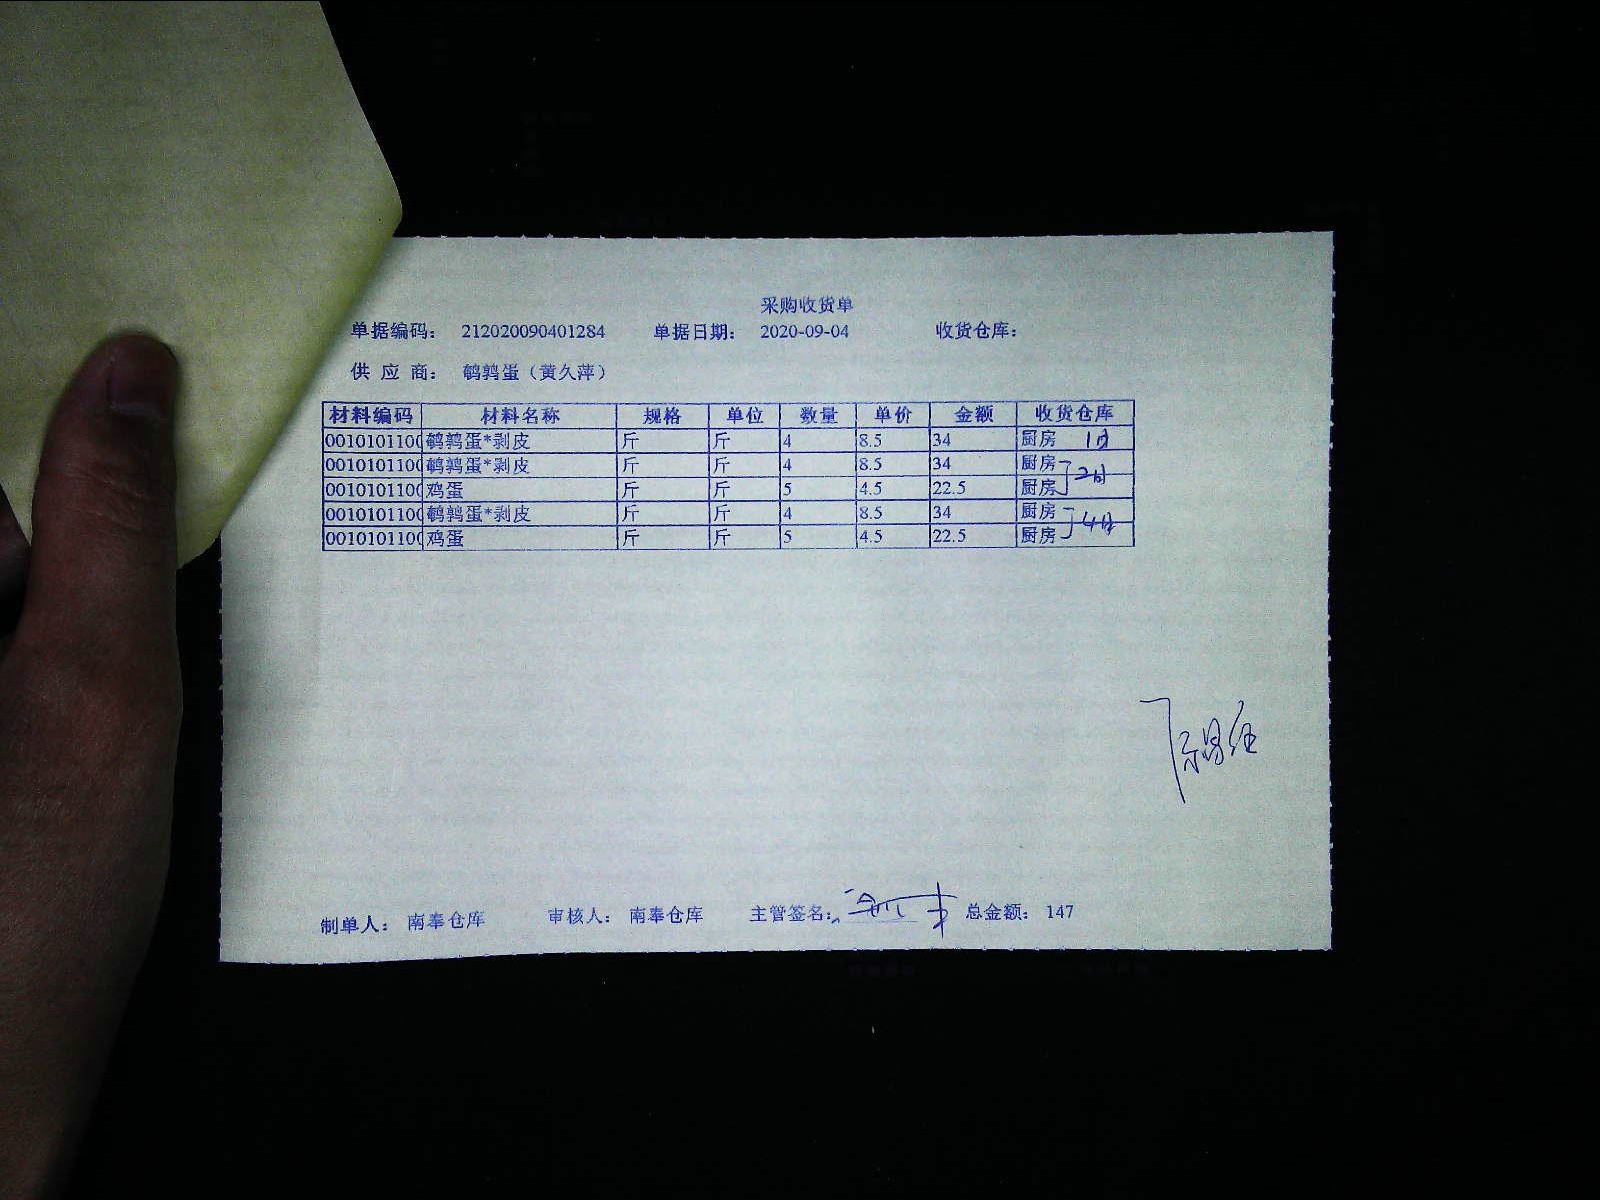 采购收货单
单据编码： 212020090401284 单据日期： 2020-09-04 收货仓库：
供 应 商： 鹌鹑蛋（黄久萍）
材料编码 材料名称 规格 单位 数量 单价 金额 收货仓库
0010101100 鹌鹑蛋*剥皮 斤 斤 4 8.5 34 厨房 1日
0010101100 鹌鹑蛋*剥皮 斤 斤 4 8.5 34 厨房 2日
0010101100 鸡蛋 斤 斤 5 4.5 22.5 厨房
0010101100 鹌鹑蛋*剥皮 斤 斤 4 8.5 34 厨房 4日
0010101100 鸡蛋 斤 斤 5 4.5 22.5 厨房
制单人： 南奉仓库 审核人： 南奉仓库 主管签名： 总金额： 147